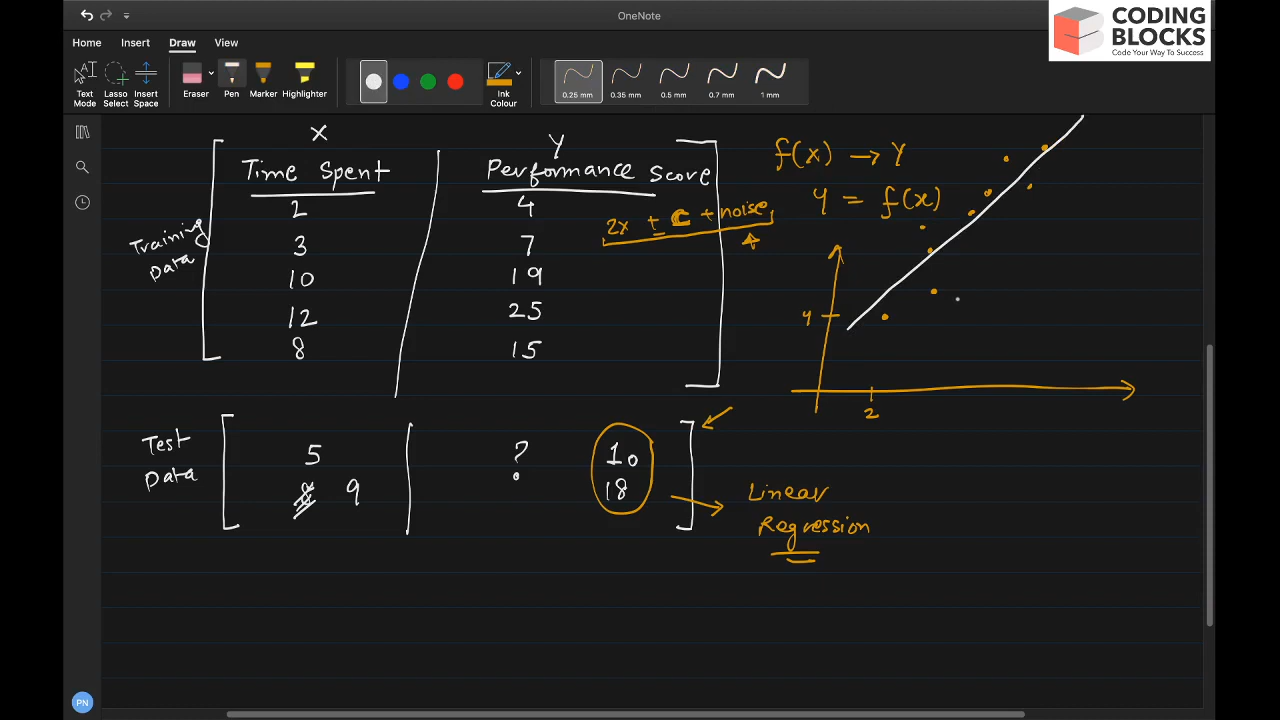 OneNote
CODING
BLOCKS
Code Your Way To Success
Home Insert Draw View
Text Mode
Lasso Select
Insert Space
Eraser
Pen
Marker
Highlighter
Ink Colour
0.25 mm 0.35 mm 0.5 mm 0.7 mm 1 mm
X Y
Time Spent Performance Score
Training Data
2 4
3 7
10 19
12 25
8 15
2x ± C + noise
f(x) → Y
y = f(x)
4
2
Test Data
5 ? 10
9 18
Linear
Regression
PN